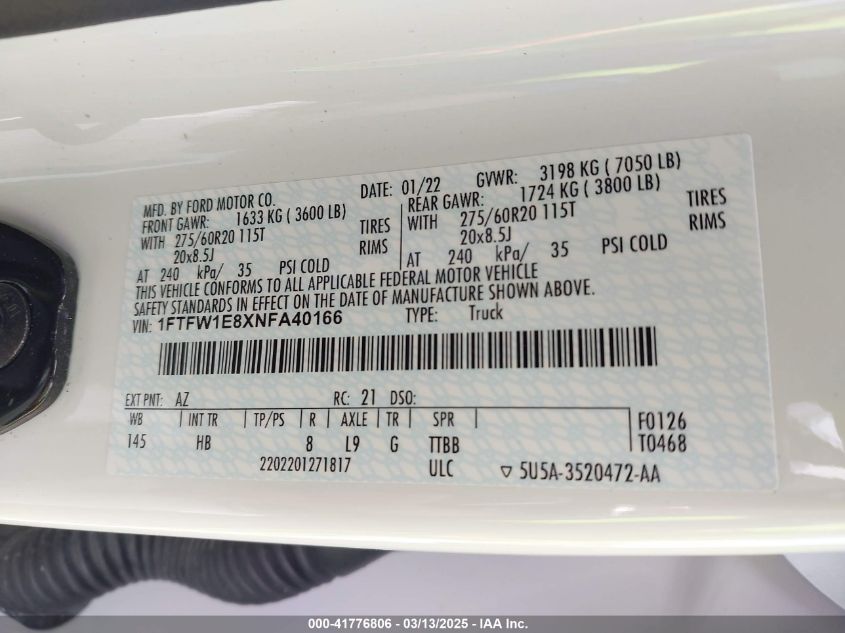 MFD. BY FORD MOTOR CO. DATE: 01/22 GVWR: 3198 KG ( 7050 LB)
FRONT GAWR: 1633 KG ( 3600 LB) REAR GAWR: 1724 KG ( 3800 LB)
WITH 275/60R20 115T TIRES WITH 275/60R20 115T TIRES
20x8.5J RIMS 20x8.5J RIMS
AT 240 kPa/ 35 PSI COLD AT 240 kPa/ 35 PSI COLD
THIS VEHICLE CONFORMS TO ALL APPLICABLE FEDERAL MOTOR VEHICLE
SAFETY STANDARDS IN EFFECT ON THE DATE OF MANUFACTURE SHOWN ABOVE.
VIN: 1FTFW1E8XNFA40166 TYPE: Truck
EXT PNT: AZ RC: 21 DSO:
WB INT TR TP/PS R AXLE TR SPR F0126
145 HB 8 L9 G TTBB T0468
2202201271817 ULC ▽ 5U5A-3520472-AA
000-41776806 / 03/13/2025 - IAA Inc.